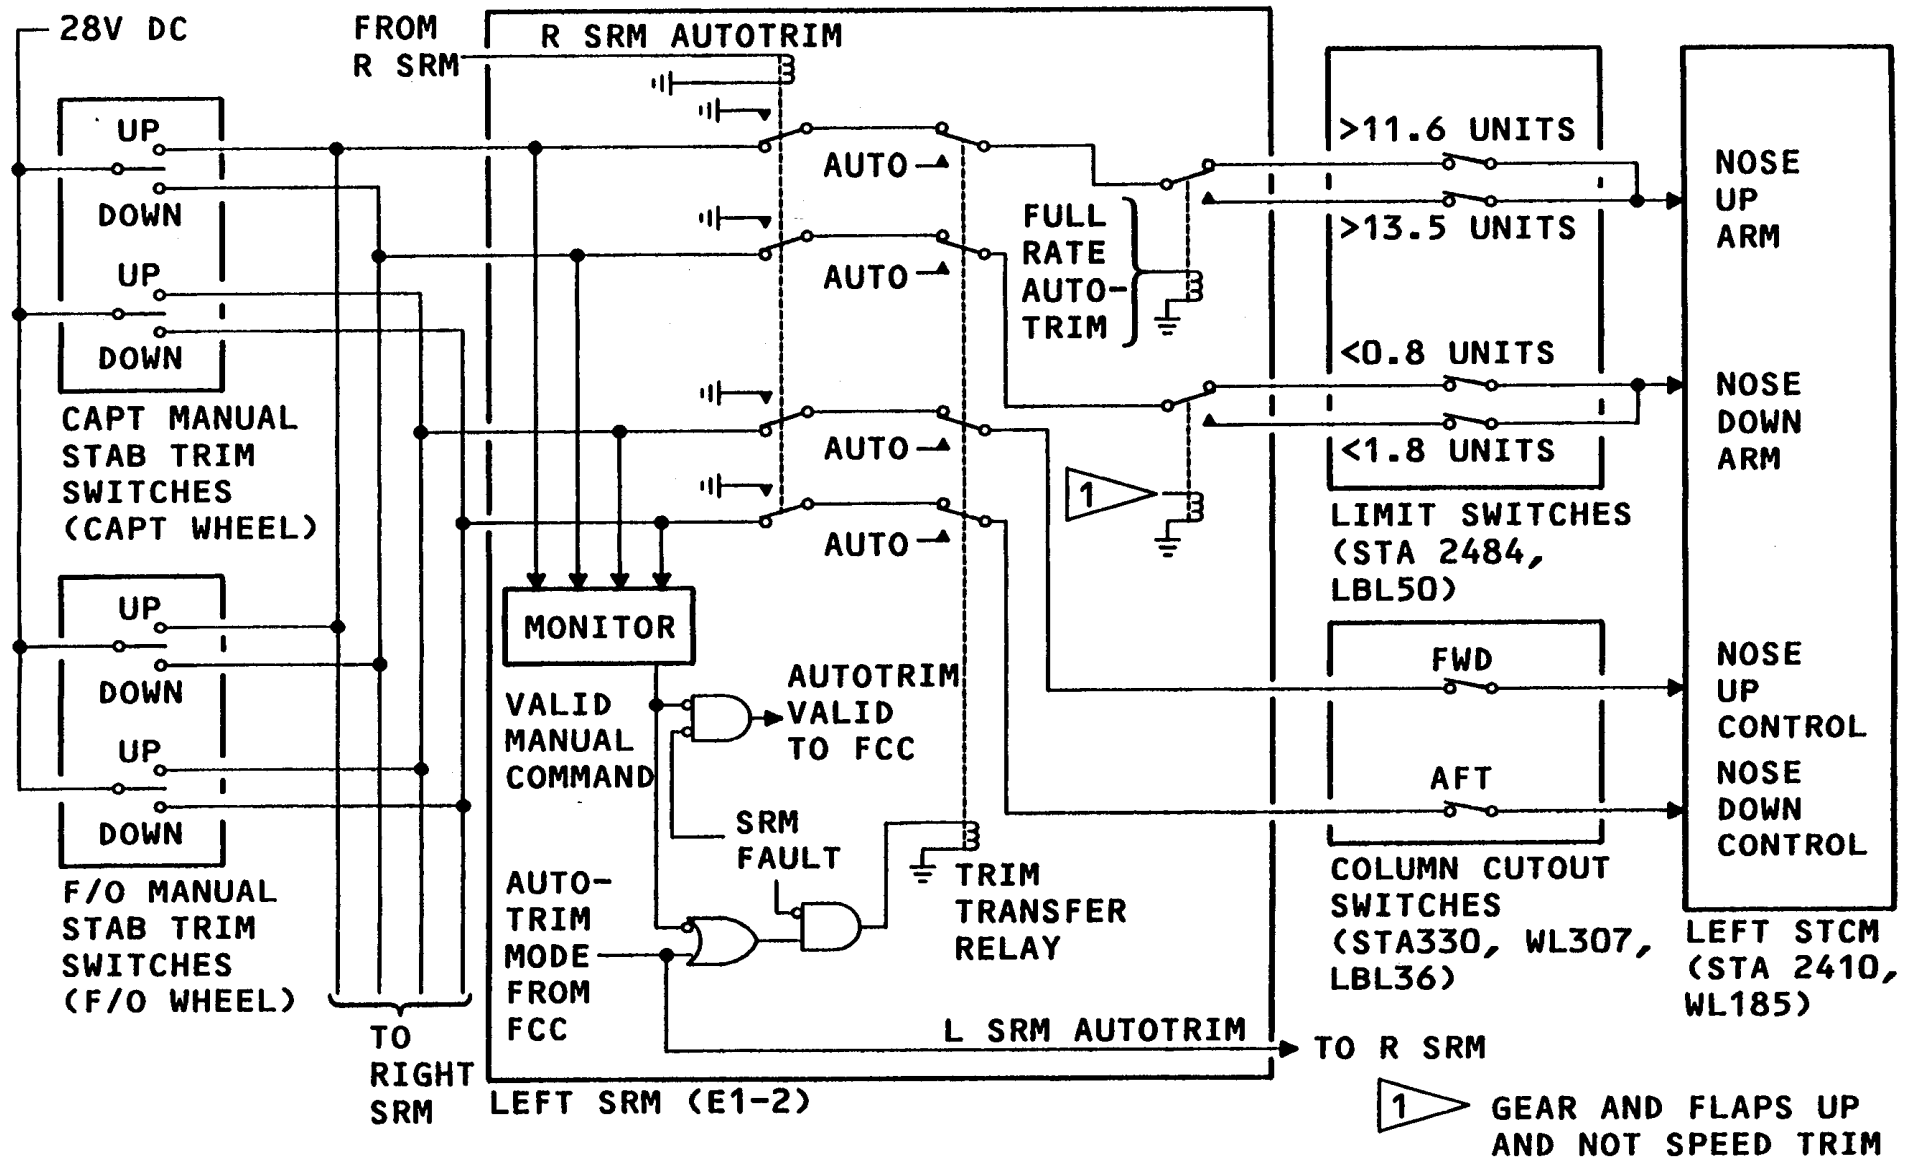 28V DC
FROM
R SRM
R SRM AUTOTRIM
UP
DOWN
UP
DOWN
CAPT MANUAL
STAB TRIM
SWITCHES
(CAPT WHEEL)
UP
DOWN
UP
DOWN
F/O MANUAL
STAB TRIM
SWITCHES
(F/O WHEEL)
TO
RIGHT
SRM
AUTO
AUTO
AUTO
AUTO
FULL
RATE
AUTO-
TRIM
1
MONITOR
VALID
MANUAL
COMMAND
AUTOTRIM
VALID
TO FCC
SRM
FAULT
AUTO-
TRIM
MODE
FROM
FCC
TRIM
TRANSFER
RELAY
L SRM AUTOTRIM
TO R SRM
LEFT SRM (E1-2)
>11.6 UNITS
>13.5 UNITS
<0.8 UNITS
<1.8 UNITS
LIMIT SWITCHES
(STA 2484,
LBL50)
FWD
AFT
COLUMN CUTOUT
SWITCHES
(STA330, WL307,
LBL36)
NOSE
UP
ARM
NOSE
DOWN
ARM
NOSE
UP
CONTROL
NOSE
DOWN
CONTROL
LEFT STCM
(STA 2410,
WL185)
1
GEAR AND FLAPS UP
AND NOT SPEED TRIM